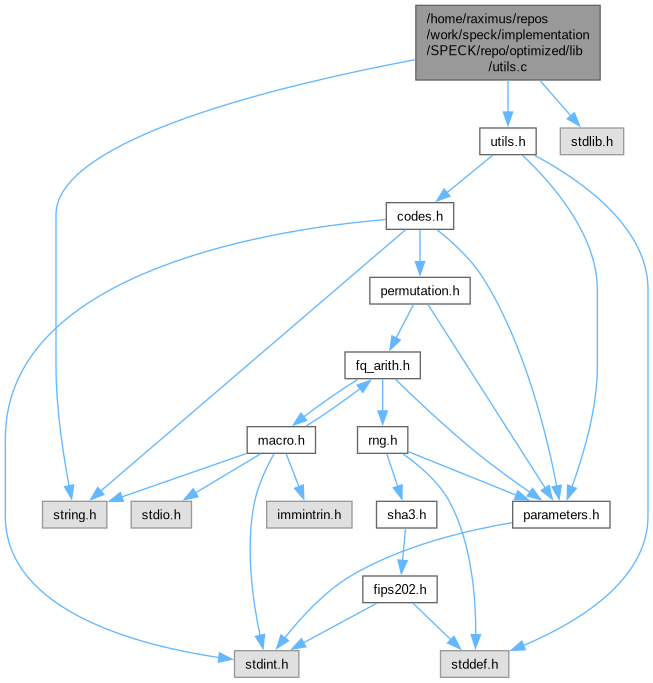 /home/raximus/repos
/work/speck/implementation
/SPECK/repo/optimized/lib
/utils.c
utils.h
stdlib.h
codes.h
permutation.h
fq_arith.h
macro.h
rng.h
string.h
stdio.h
immintrin.h
sha3.h
parameters.h
fips202.h
stdint.h
stddef.h